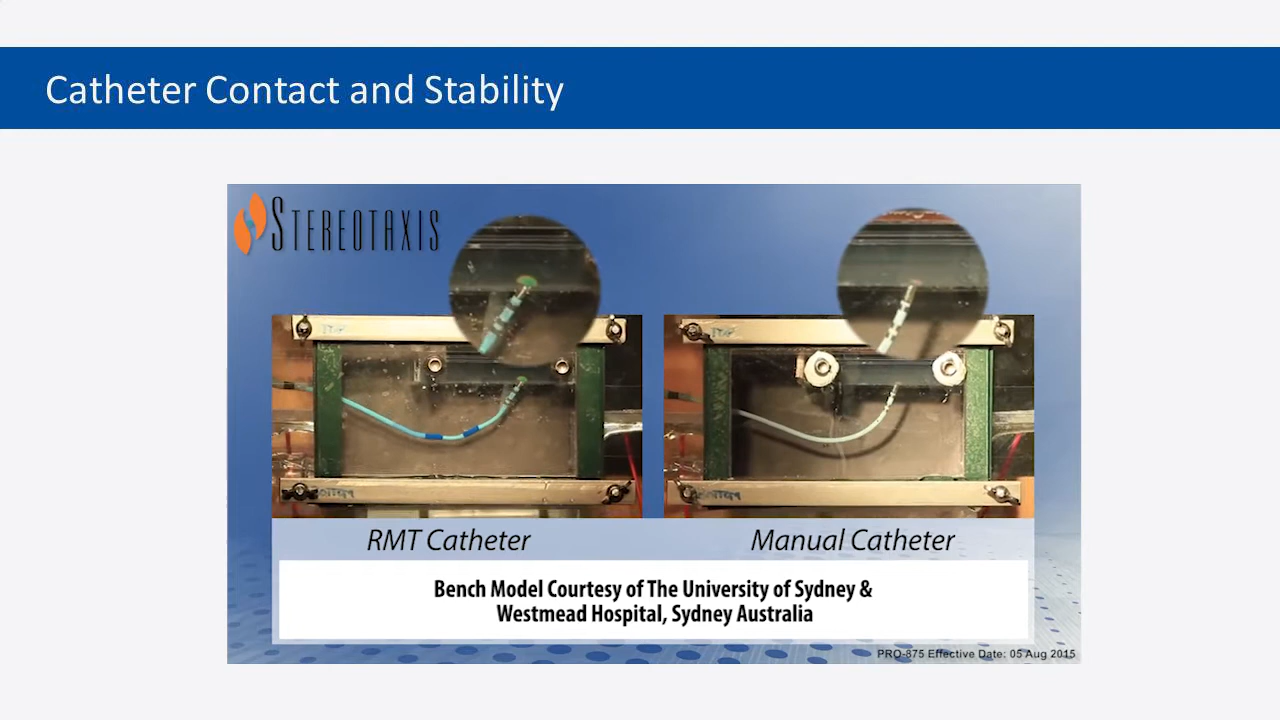 Catheter Contact and Stability
STEREOTAXIS
RMT Catheter
Manual Catheter
Bench Model Courtesy of The University of Sydney &
Westmead Hospital, Sydney Australia
PRO-875 Effective Date: 05 Aug 2015